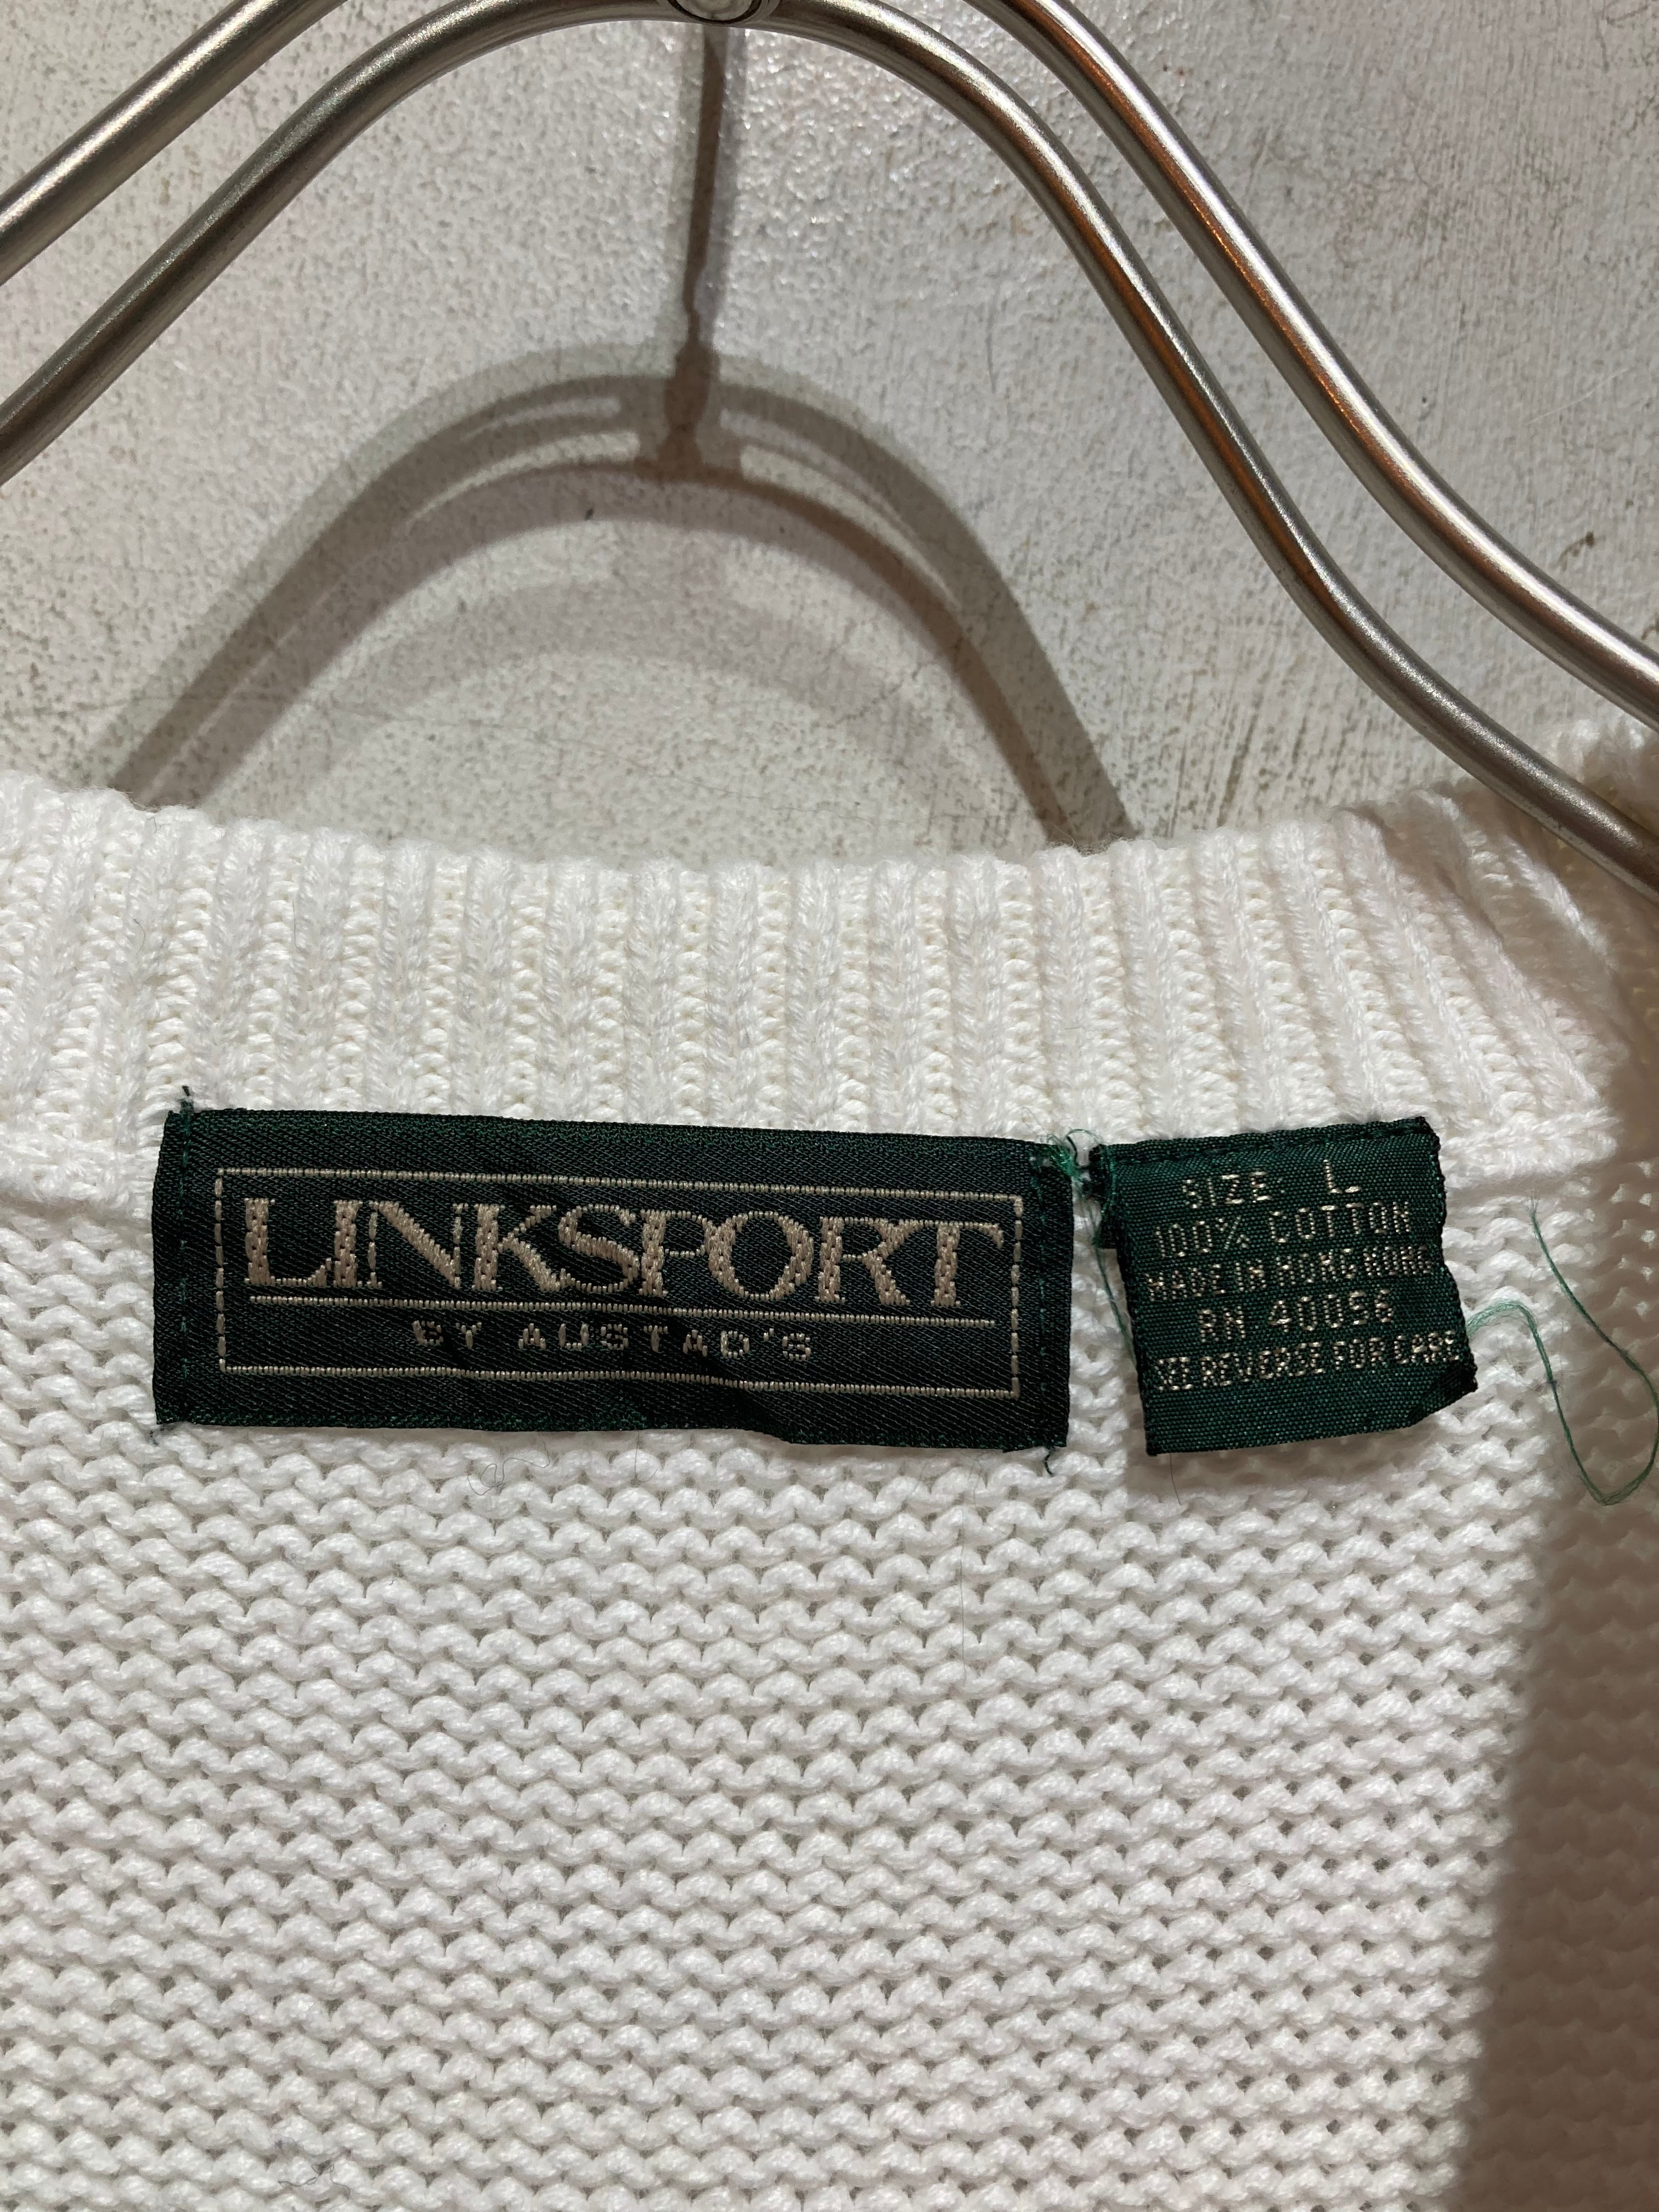 LINKSPORT
BY AUSTAD'S
SIZE: L
100% COTTON
MADE IN HONG KONG
RN 40056
SEE REVERSE FOR CARE